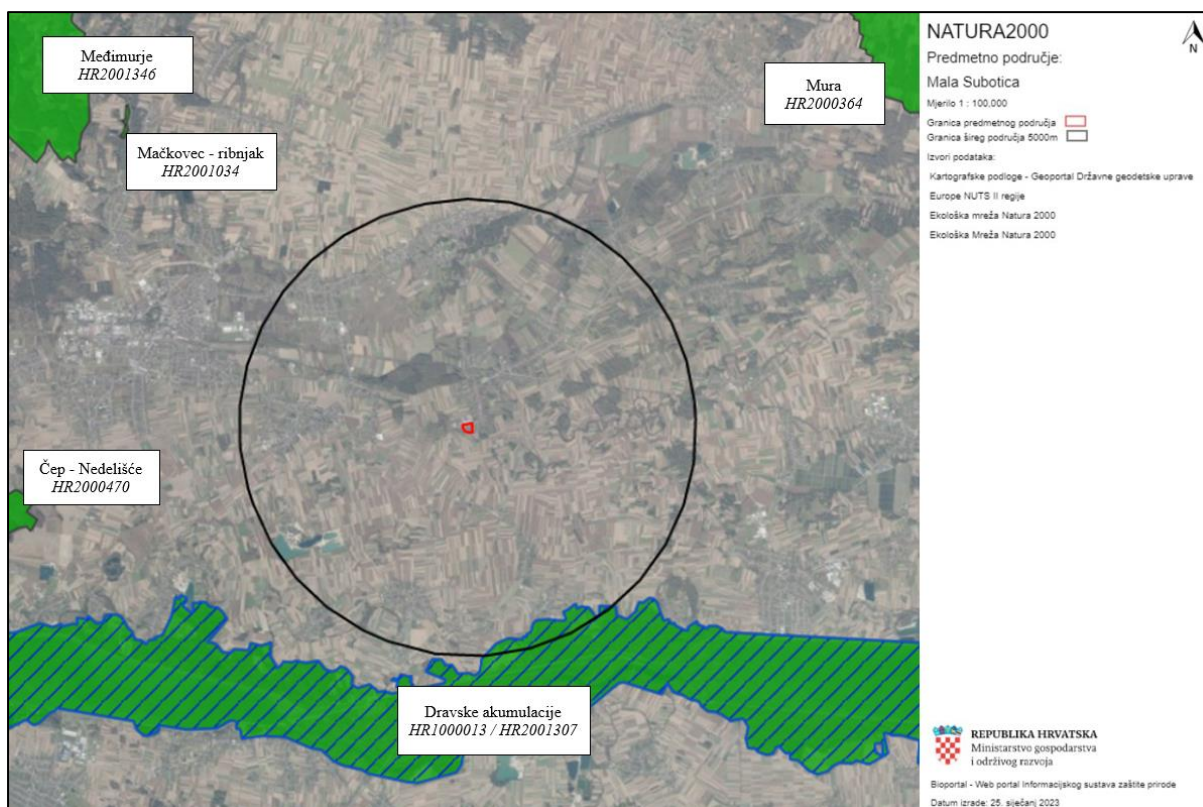 Međimurje
HR2001346
Mačkovec - ribnjak
HR2001034
Mura
HR2000364
Čep - Nedelišće
HR2000470
Dravske akumulacije
HR1000013 / HR2001307
NATURA2000
N
Predmetno područje:
Mala Subotica
Mjerilo 1 : 100.000
Granica predmetnog područja
Granica šireg područja 5000m
Izvori podataka:
Kartografske podloge - Geoportal Državne geodetske uprave
Europe NUTS II regije
Ekološka mreža Natura 2000
Ekološka Mreža Natura 2000
REPUBLIKA HRVATSKA
Ministarstvo gospodarstva
i održivog razvoja
Bioportal - Web portal Informacijskog sustava zaštite prirode
Datum izrade: 25. siječanj 2023